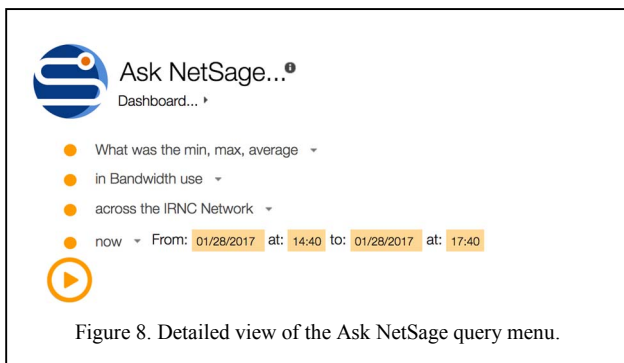 Ask NetSage...
Dashboard...
What was the min, max, average
in Bandwidth use
across the IRNC Network
now From: 01/28/2017 at: 14:40 to: 01/28/2017 at: 17:40
Figure 8. Detailed view of the Ask NetSage query menu.